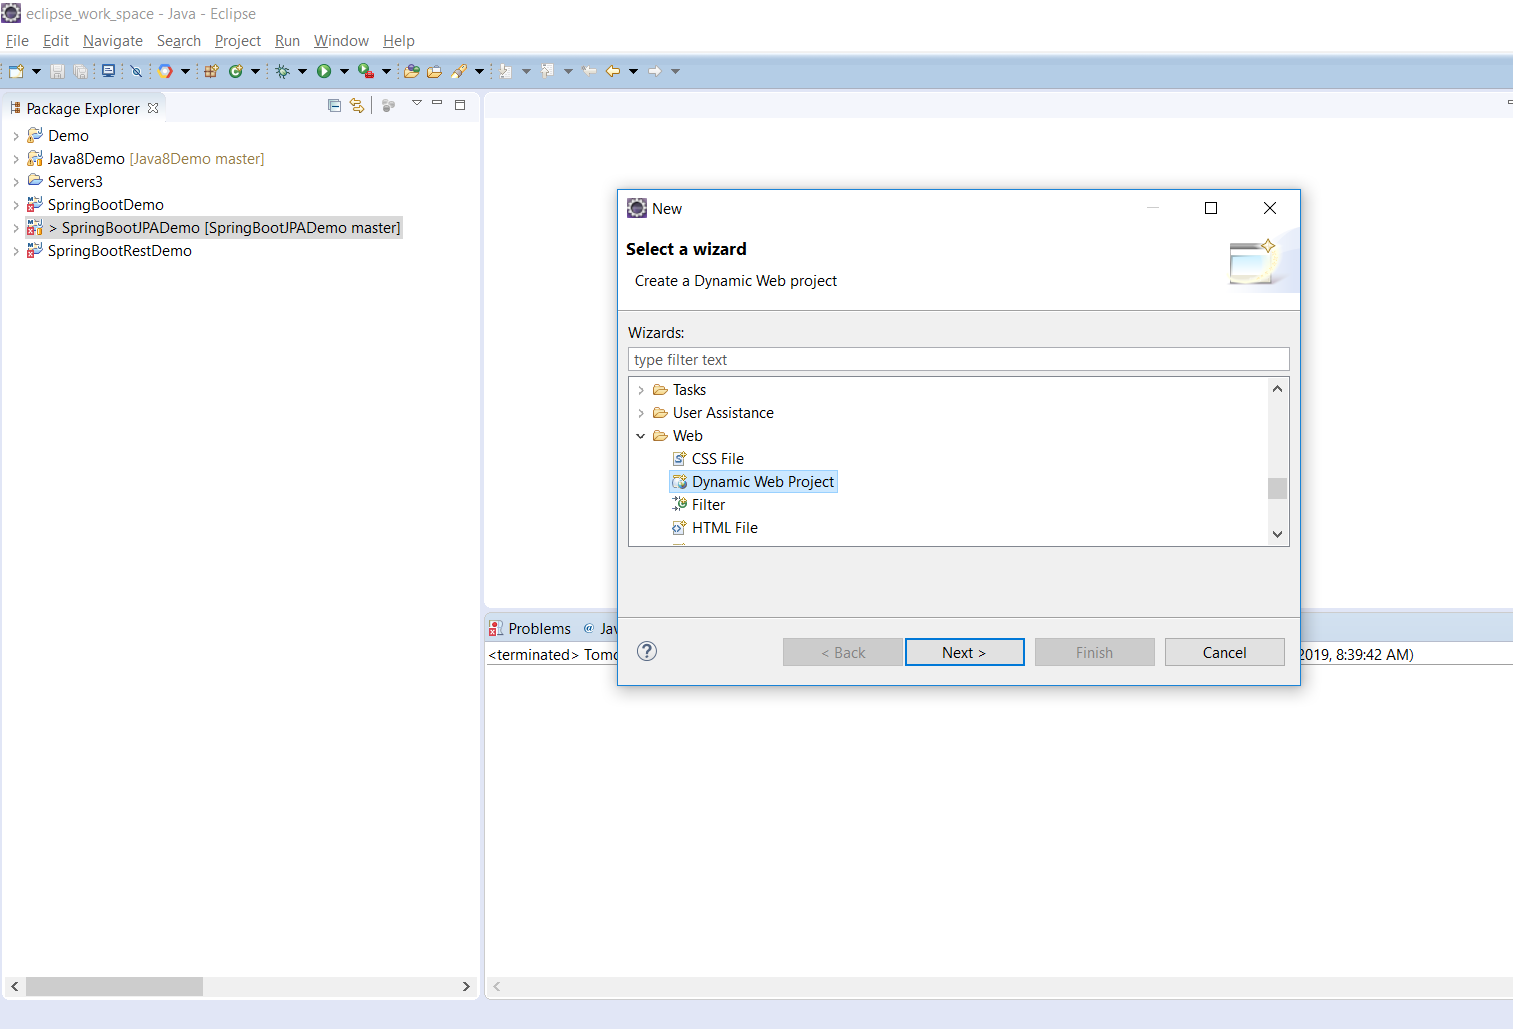 eclipse_work_space - Java - Eclipse
File Edit Navigate Search Project Run Window Help
Package Explorer
Demo
Java8Demo [Java8Demo master]
Servers3
SpringBootDemo
> SpringBootJPADemo [SpringBootJPADemo master]
SpringBootRestDemo
New
Select a wizard
Create a Dynamic Web project
Wizards:
type filter text
Tasks
User Assistance
Web
CSS File
Dynamic Web Project
Filter
HTML File
< Back Next > Finish Cancel
Problems @ Jav
<terminated> Tomc 2019, 8:39:42 AM)